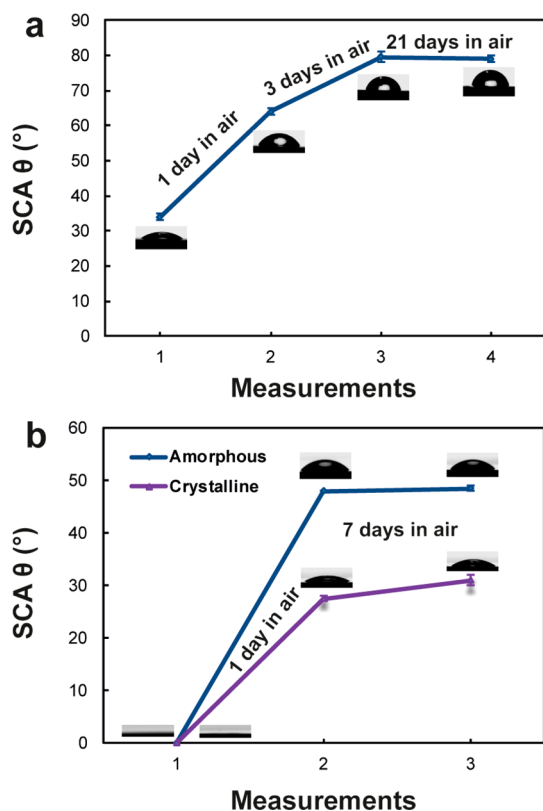 a
90
80
70
60
50
40
30
20
10
0
SCA θ (°)
1 day in air
3 days in air
21 days in air
1 2 3 4
Measurements
b
60
50
40
30
20
10
0
SCA θ (°)
Amorphous
Crystalline
1 day in air
7 days in air
1 2 3
Measurements